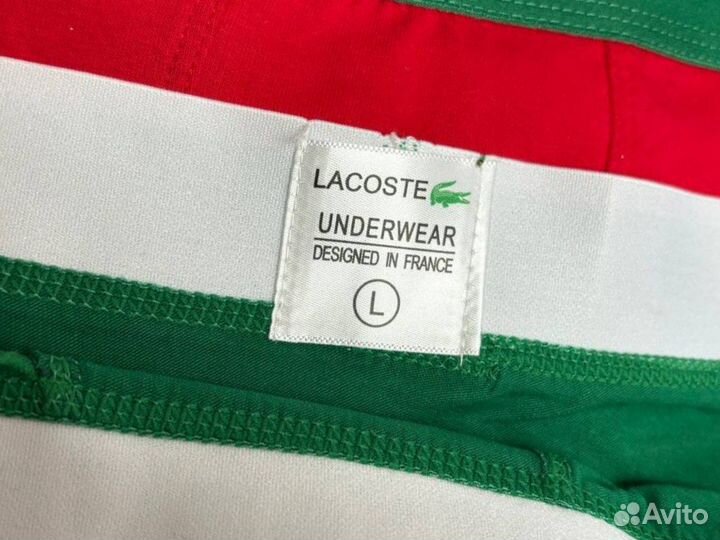 LACOSTE
UNDERWEAR
DESIGNED IN FRANCE
L
Avito